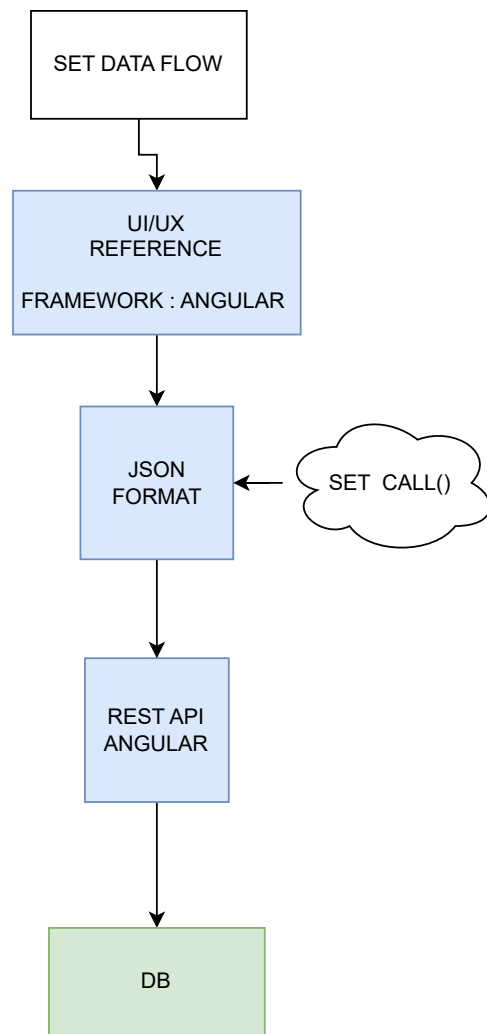 SET DATA FLOW
UI/UX
REFERENCE
FRAMEWORK : ANGULAR
JSON
FORMAT
SET  CALL()
REST API
ANGULAR
DB